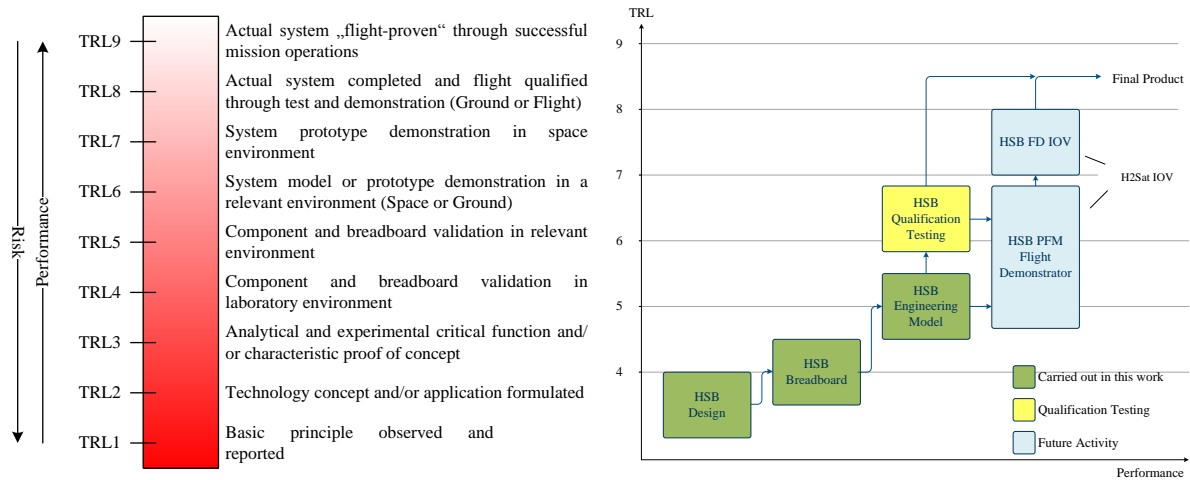 Risk
Performance
TRL9
Actual system „flight-proven“ through successful
mission operations
TRL8
Actual system completed and flight qualified
through test and demonstration (Ground or Flight)
TRL7
System prototype demonstration in space
environment
TRL6
System model or prototype demonstration in a
relevant environment (Space or Ground)
TRL5
Component and breadboard validation in relevant
environment
TRL4
Component and breadboard validation in
laboratory environment
TRL3
Analytical and experimental critical function and/
or characteristic proof of concept
TRL2
Technology concept and/or application formulated
TRL1
Basic principle observed and
reported
TRL
9
8
7
6
5
4
Final Product
HSB FD IOV
H2Sat IOV
HSB
Qualification
Testing
HSB PFM
Flight
Demonstrator
HSB
Engineering
Model
HSB
Breadboard
HSB
Design
Carried out in this work
Qualification Testing
Future Activity
Performance